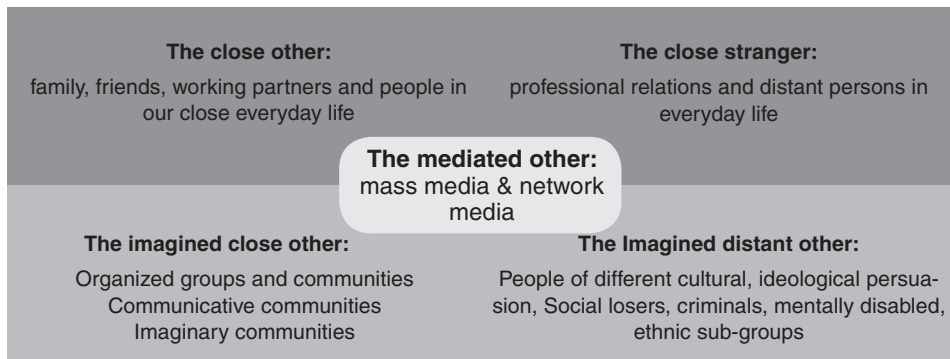 The close other:
family, friends, working partners and people in
our close everyday life
The close stranger:
professional relations and distant persons in
everyday life
The mediated other:
mass media & network
media
The imagined close other:
Organized groups and communities
Communicative communities
Imaginary communities
The Imagined distant other:
People of different cultural, ideological persua-
sion, Social losers, criminals, mentally disabled,
ethnic sub-groups